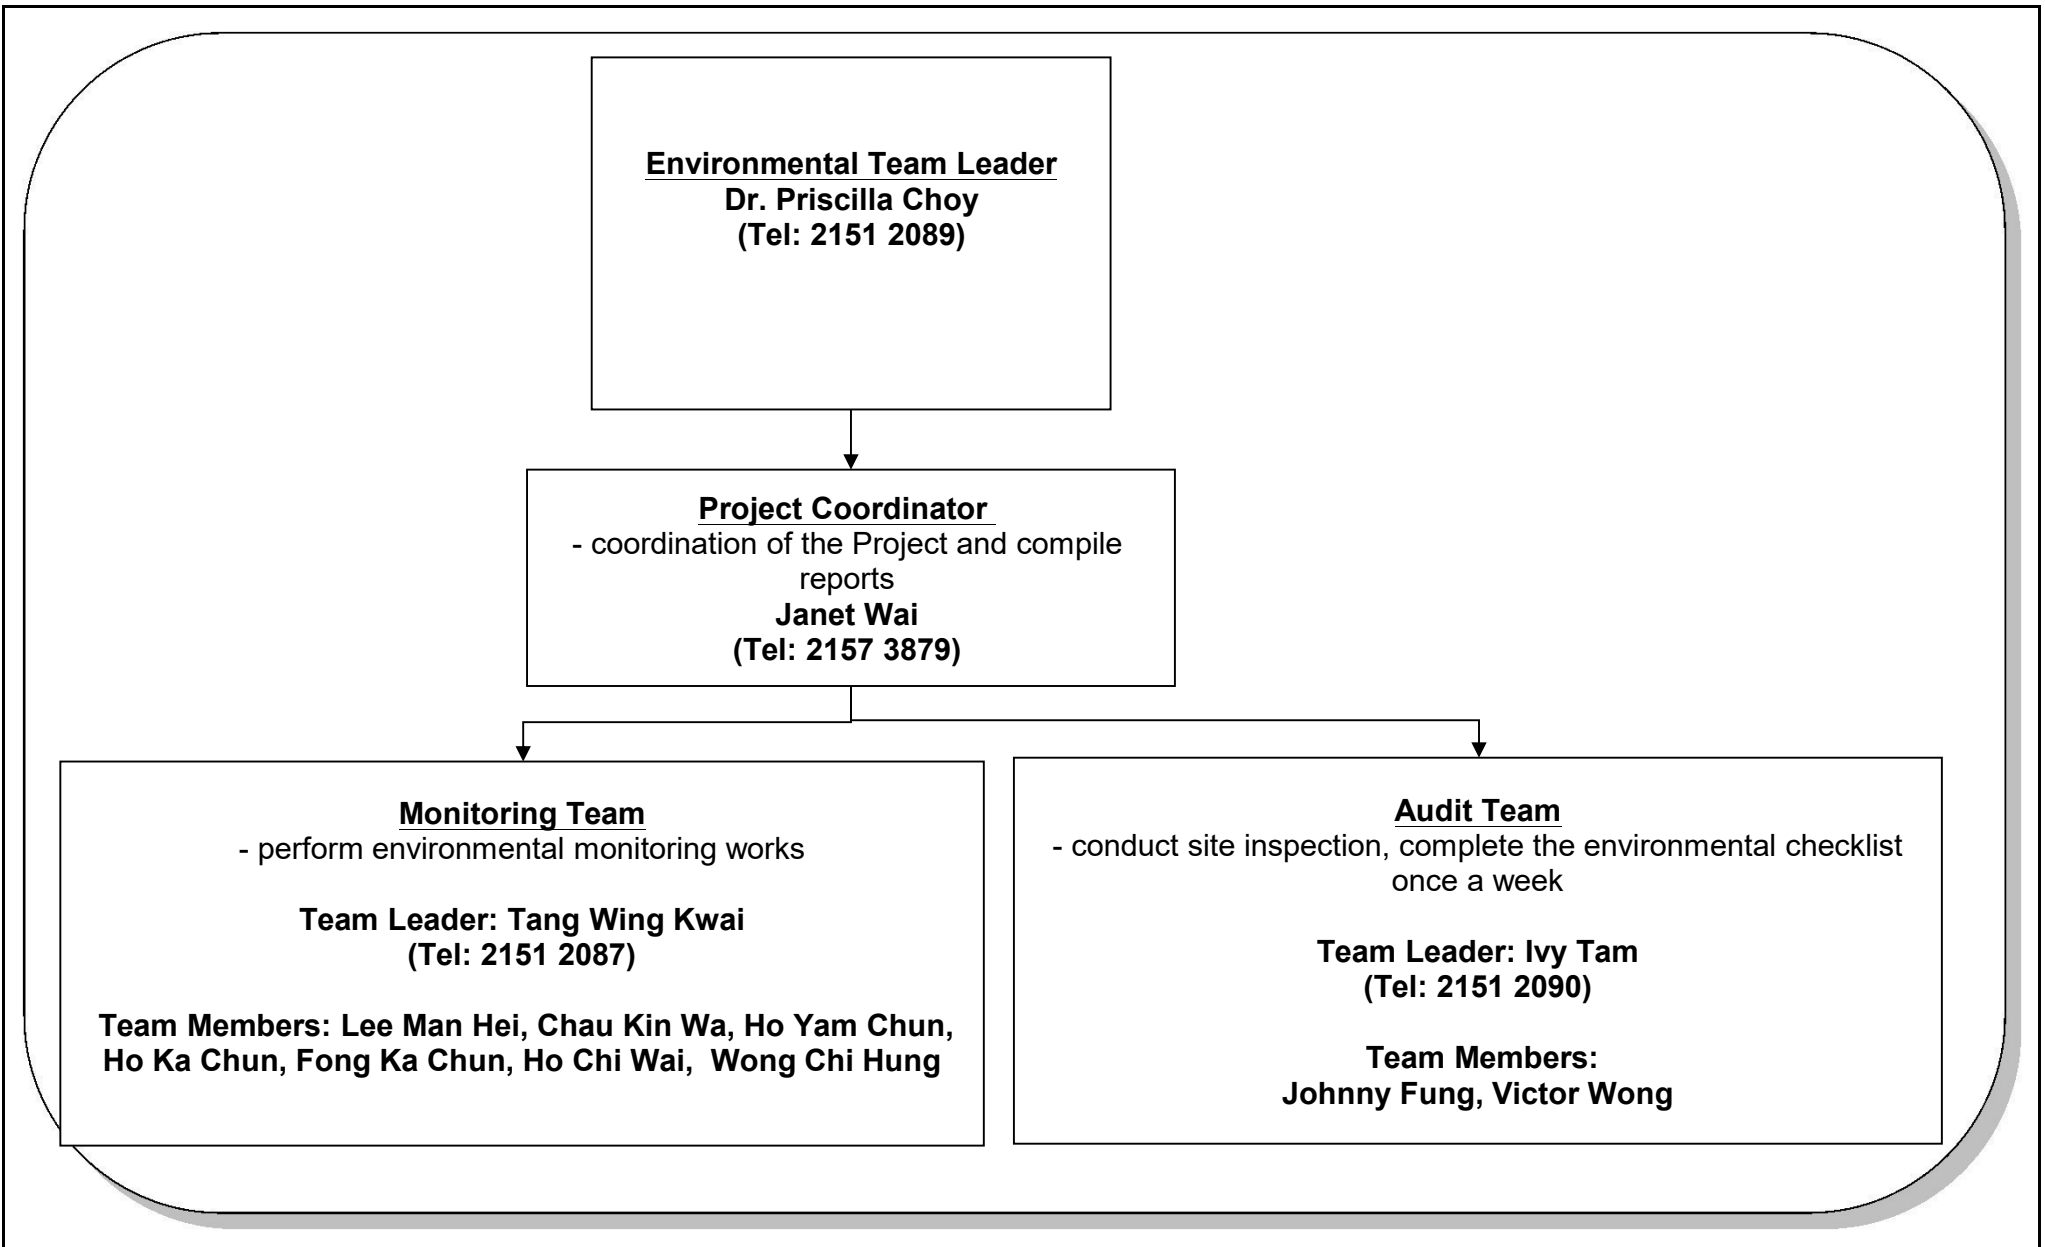 Environmental Team Leader
Dr. Priscilla Choy
(Tel: 2151 2089)
Project Coordinator
- coordination of the Project and compile
reports
Janet Wai
(Tel: 2157 3879)
Monitoring Team
- perform environmental monitoring works
Team Leader: Tang Wing Kwai
(Tel: 2151 2087)
Team Members: Lee Man Hei, Chau Kin Wa, Ho Yam Chun,
Ho Ka Chun, Fong Ka Chun, Ho Chi Wai,  Wong Chi Hung
Audit Team
- conduct site inspection, complete the environmental checklist
once a week
Team Leader: Ivy Tam
(Tel: 2151 2090)
Team Members:
Johnny Fung, Victor Wong